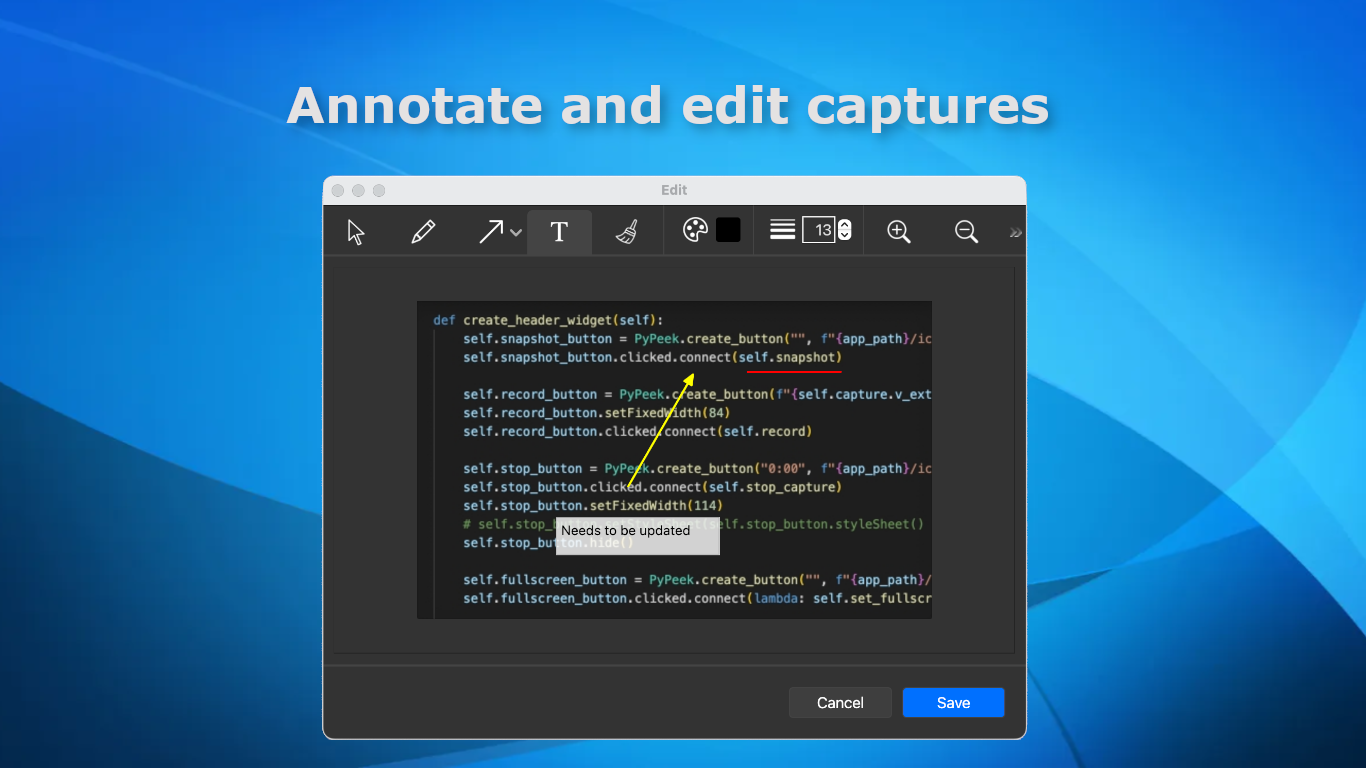 Annotate and edit captures
Edit
T
13
def create_header_widget(self):
self.snapshot_button = PyPeek.create_button("", f"{app_path}/ic
self.snapshot_button.clicked.connect(self.snapshot)
self.record_button = PyPeek.create_button(f"{self.capture.v_ext
self.record_button.setFixedWidth(84)
self.record_button.clicked.connect(self.record)
self.stop_button = PyPeek.create_button("0:00", f"{app_path}/ic
self.stop_button.clicked.connect(self.stop_capture)
self.stop_button.setFixedWidth(114)
# self.stop_button.setStyleSheet(self.stop_button.styleSheet()
Needs to be updated
self.stop_button.hide()
self.fullscreen_button = PyPeek.create_button("", f"{app_path}/
self.fullscreen_button.clicked.connect(lambda: self.set_fullscr
Cancel
Save